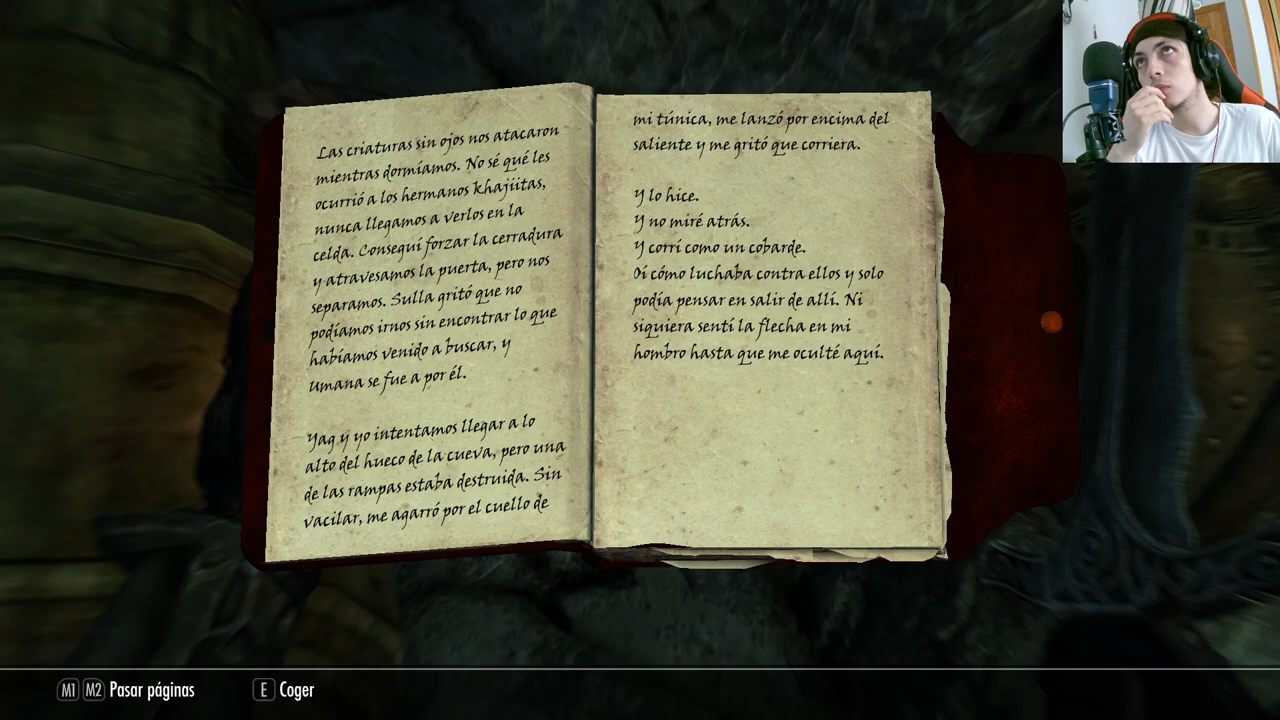 Las criaturas sin ojos nos atacaron
mientras dormíamos. No sé qué les
ocurrió a los hermanos khajiitas,
nunca llegamos a verlos en la
celda. Conseguí forzar la cerradura
y atravesamos la puerta, pero nos
separamos. Sulla gritó que no
podíamos irnos sin encontrar lo que
habíamos venido a buscar, y
Umana se fue a por él.
Yag y yo intentamos llegar a lo
alto del hueco de la cueva, pero una
de las rampas estaba destruida. Sin
vacilar, me agarró por el cuello de
mi túnica, me lanzó por encima del
saliente y me gritó que corriera.
Y lo hice.
Y no miré atrás.
Y corrí como un cobarde.
Oí cómo luchaba contra ellos y solo
podía pensar en salir de allí. Ni
siquiera sentí la flecha en mi
hombro hasta que me oculté aquí.
M1 M2 Pasar páginas
E Coger